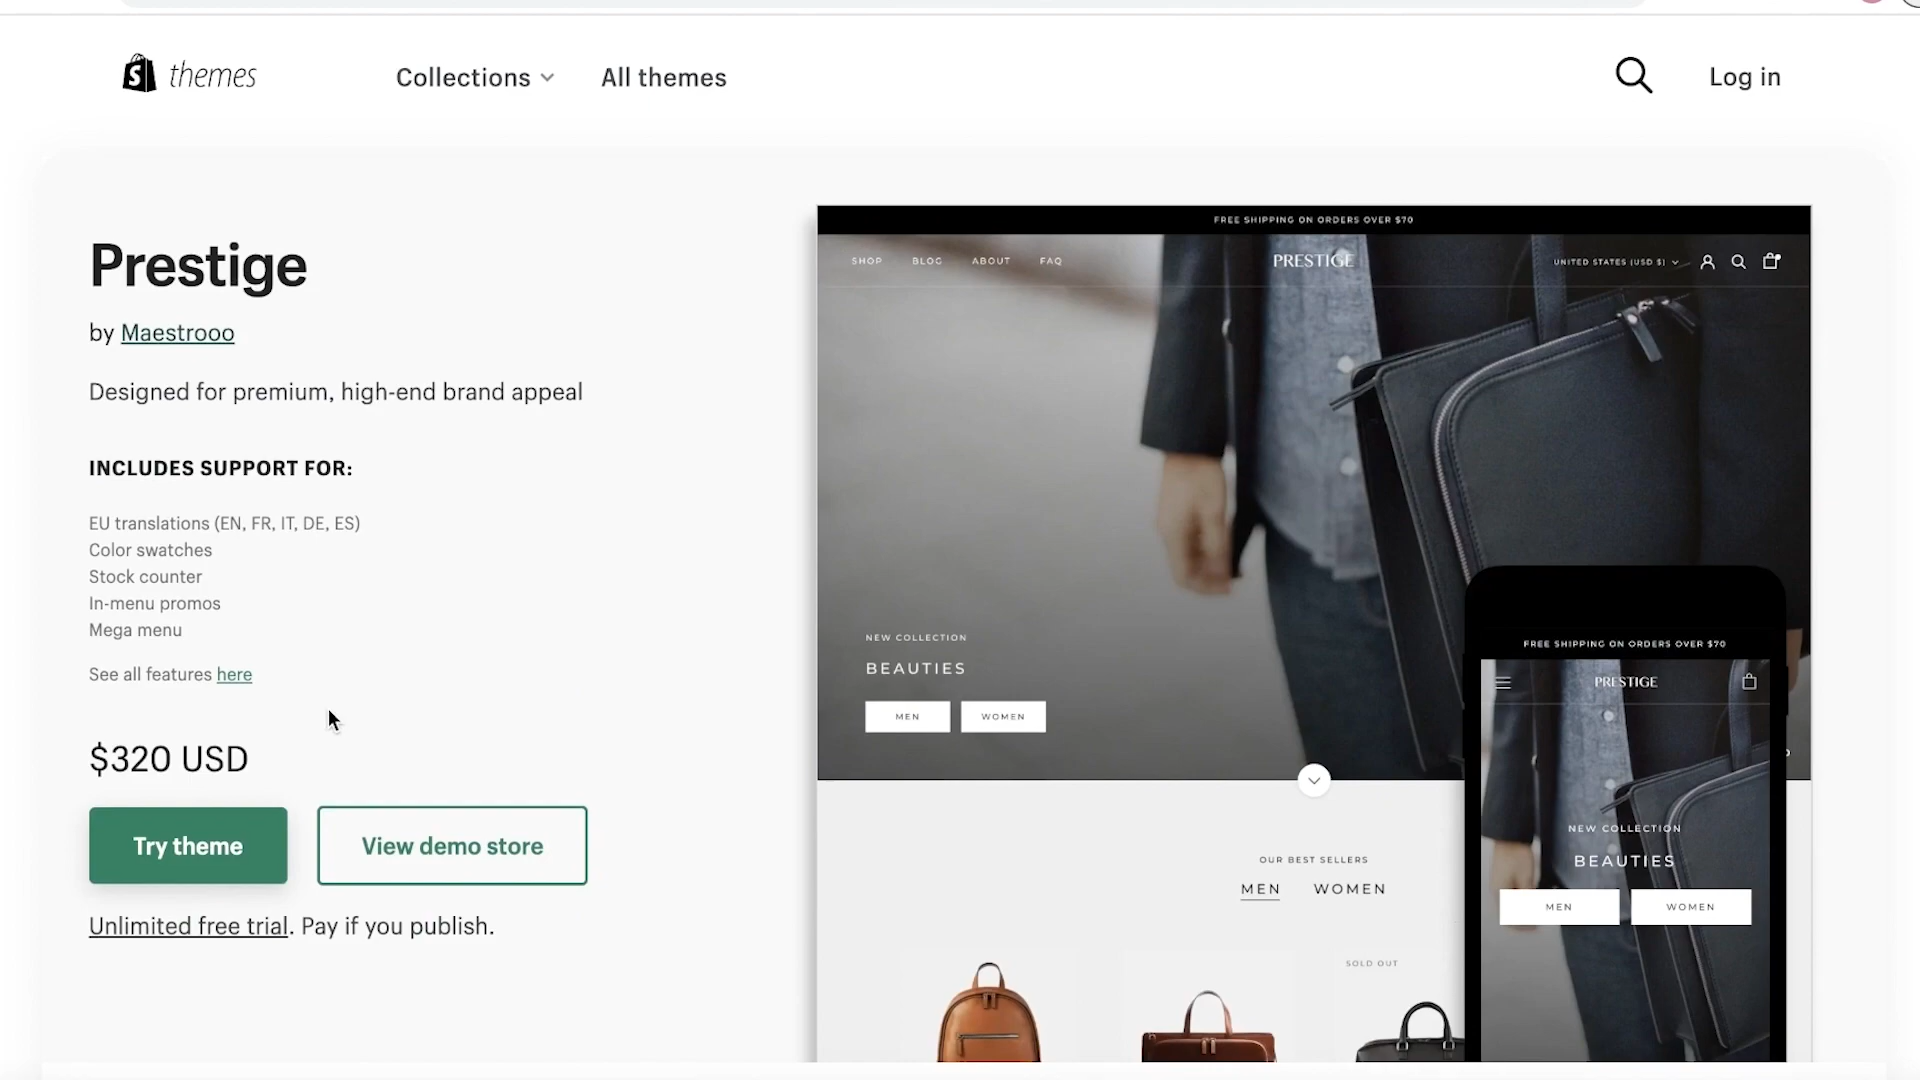 S themes
Collections
All themes
Log in
Prestige
by Maestrooo
Designed for premium, high-end brand appeal
INCLUDES SUPPORT FOR:
EU translations (EN, FR, IT, DE, ES)
Color swatches
Stock counter
In-menu promos
Mega menu
See all features here
$320 USD
Try theme
View demo store
Unlimited free trial. Pay if you publish.
FREE SHIPPING ON ORDERS OVER $70
SHOP BLOG ABOUT FAQ
PRESTIGE
UNITED STATES (USD $)
NEW COLLECTION
BEAUTIES
MEN WOMEN
OUR BEST SELLERS
MEN WOMEN
SOLD OUT
FREE SHIPPING ON ORDERS OVER $70
PRESTIGE
NEW COLLECTION
BEAUTIES
MEN WOMEN